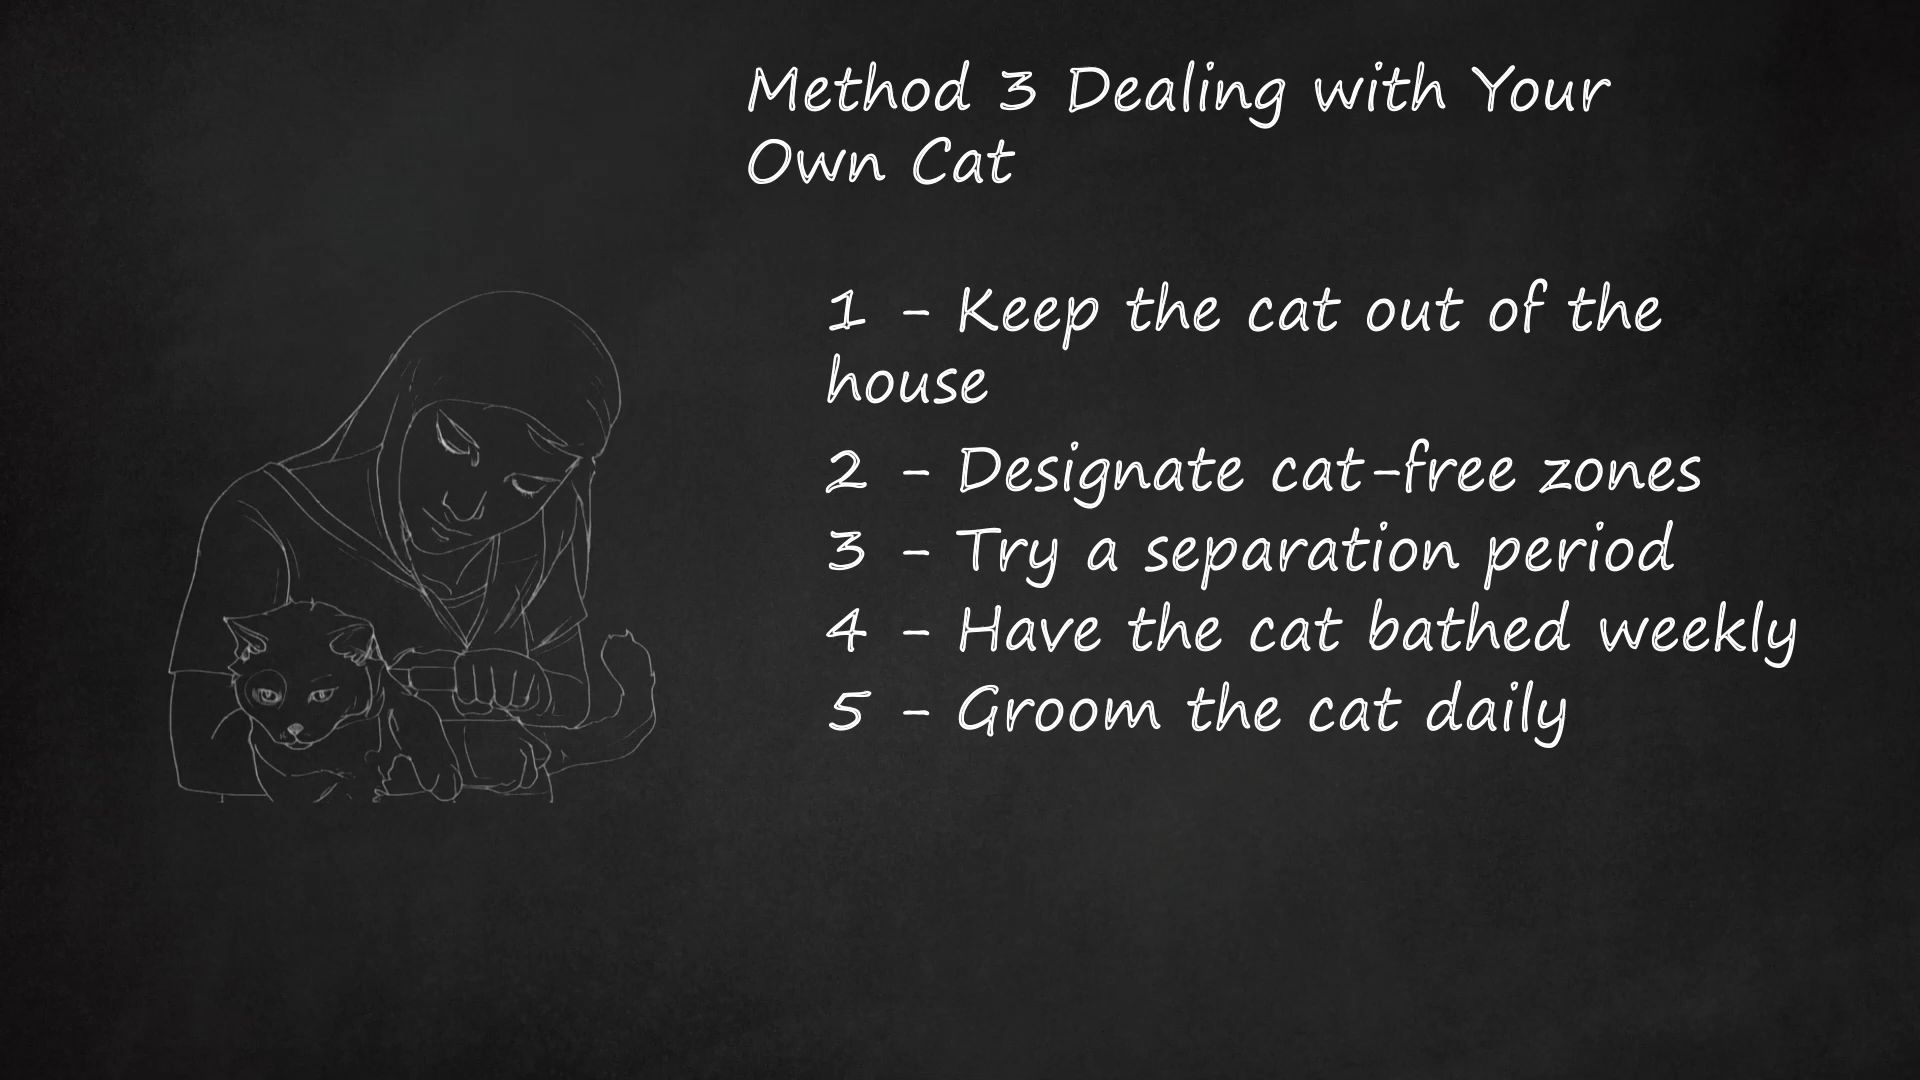 Method 3 Dealing with Your
Own Cat
1 - Keep the cat out of the
house
2 - Designate cat-free zones
3 - Try a separation period
4 - Have the cat bathed weekly
5 - Groom the cat daily